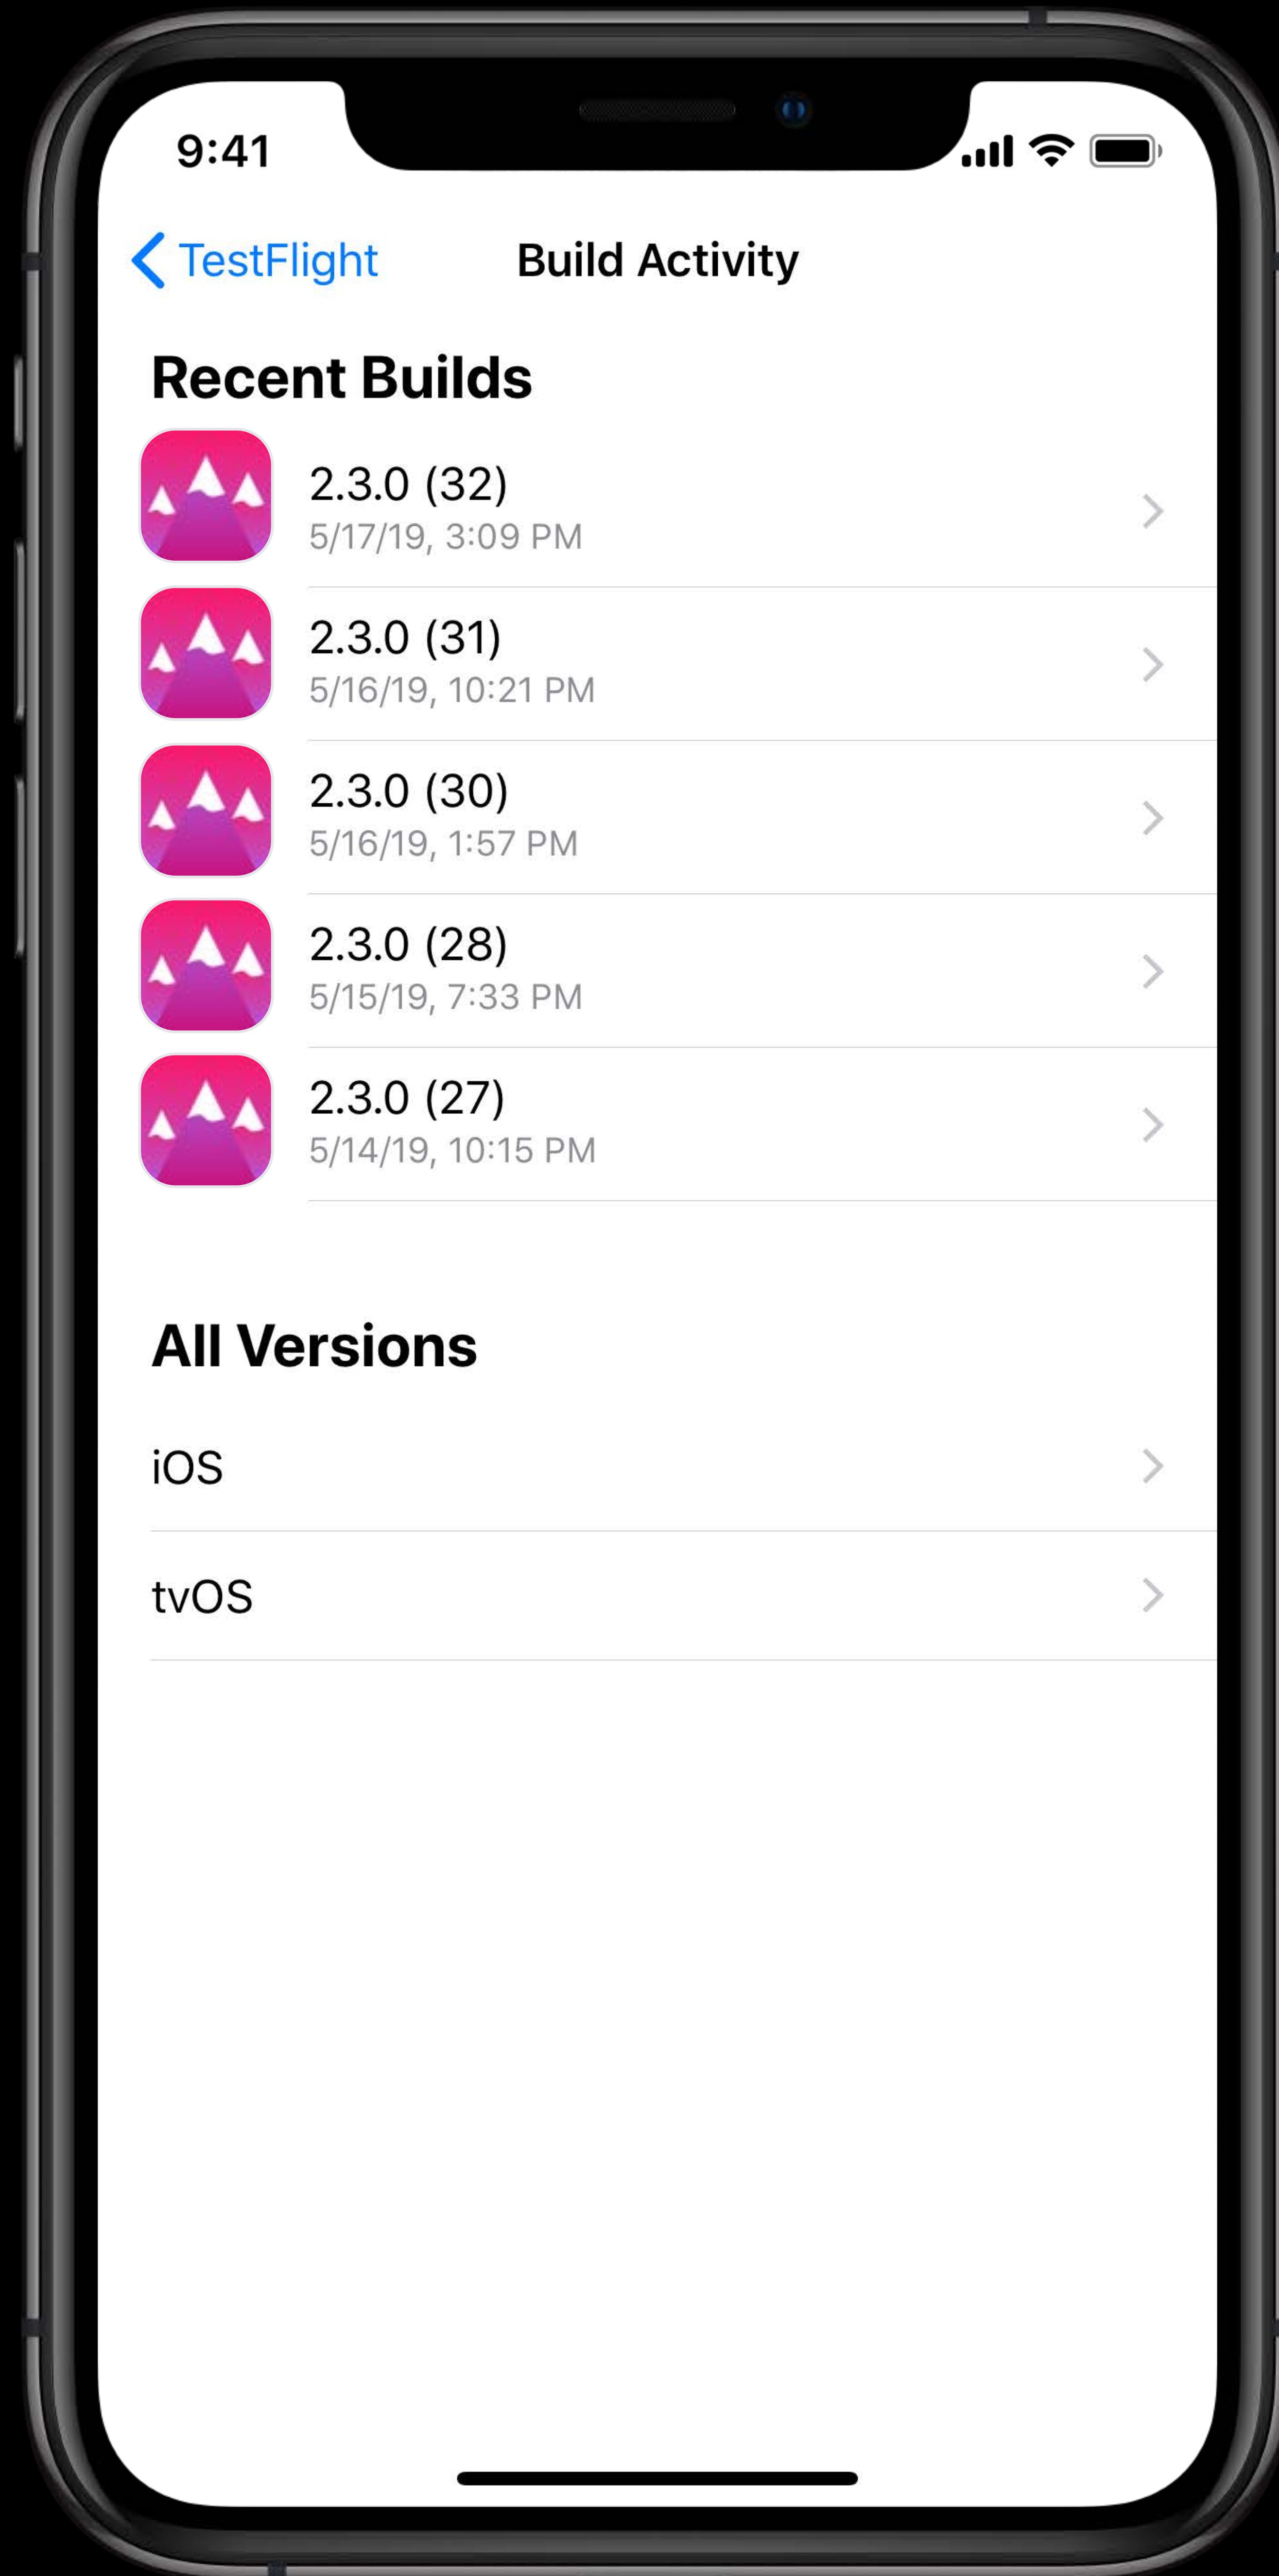 9:41
TestFlight
Build Activity
Recent Builds
2.3.0 (32)
5/17/19, 3:09 PM
2.3.0 (31)
5/16/19, 10:21 PM
2.3.0 (30)
5/16/19, 1:57 PM
2.3.0 (28)
5/15/19, 7:33 PM
2.3.0 (27)
5/14/19, 10:15 PM
All Versions
iOS
tvOS